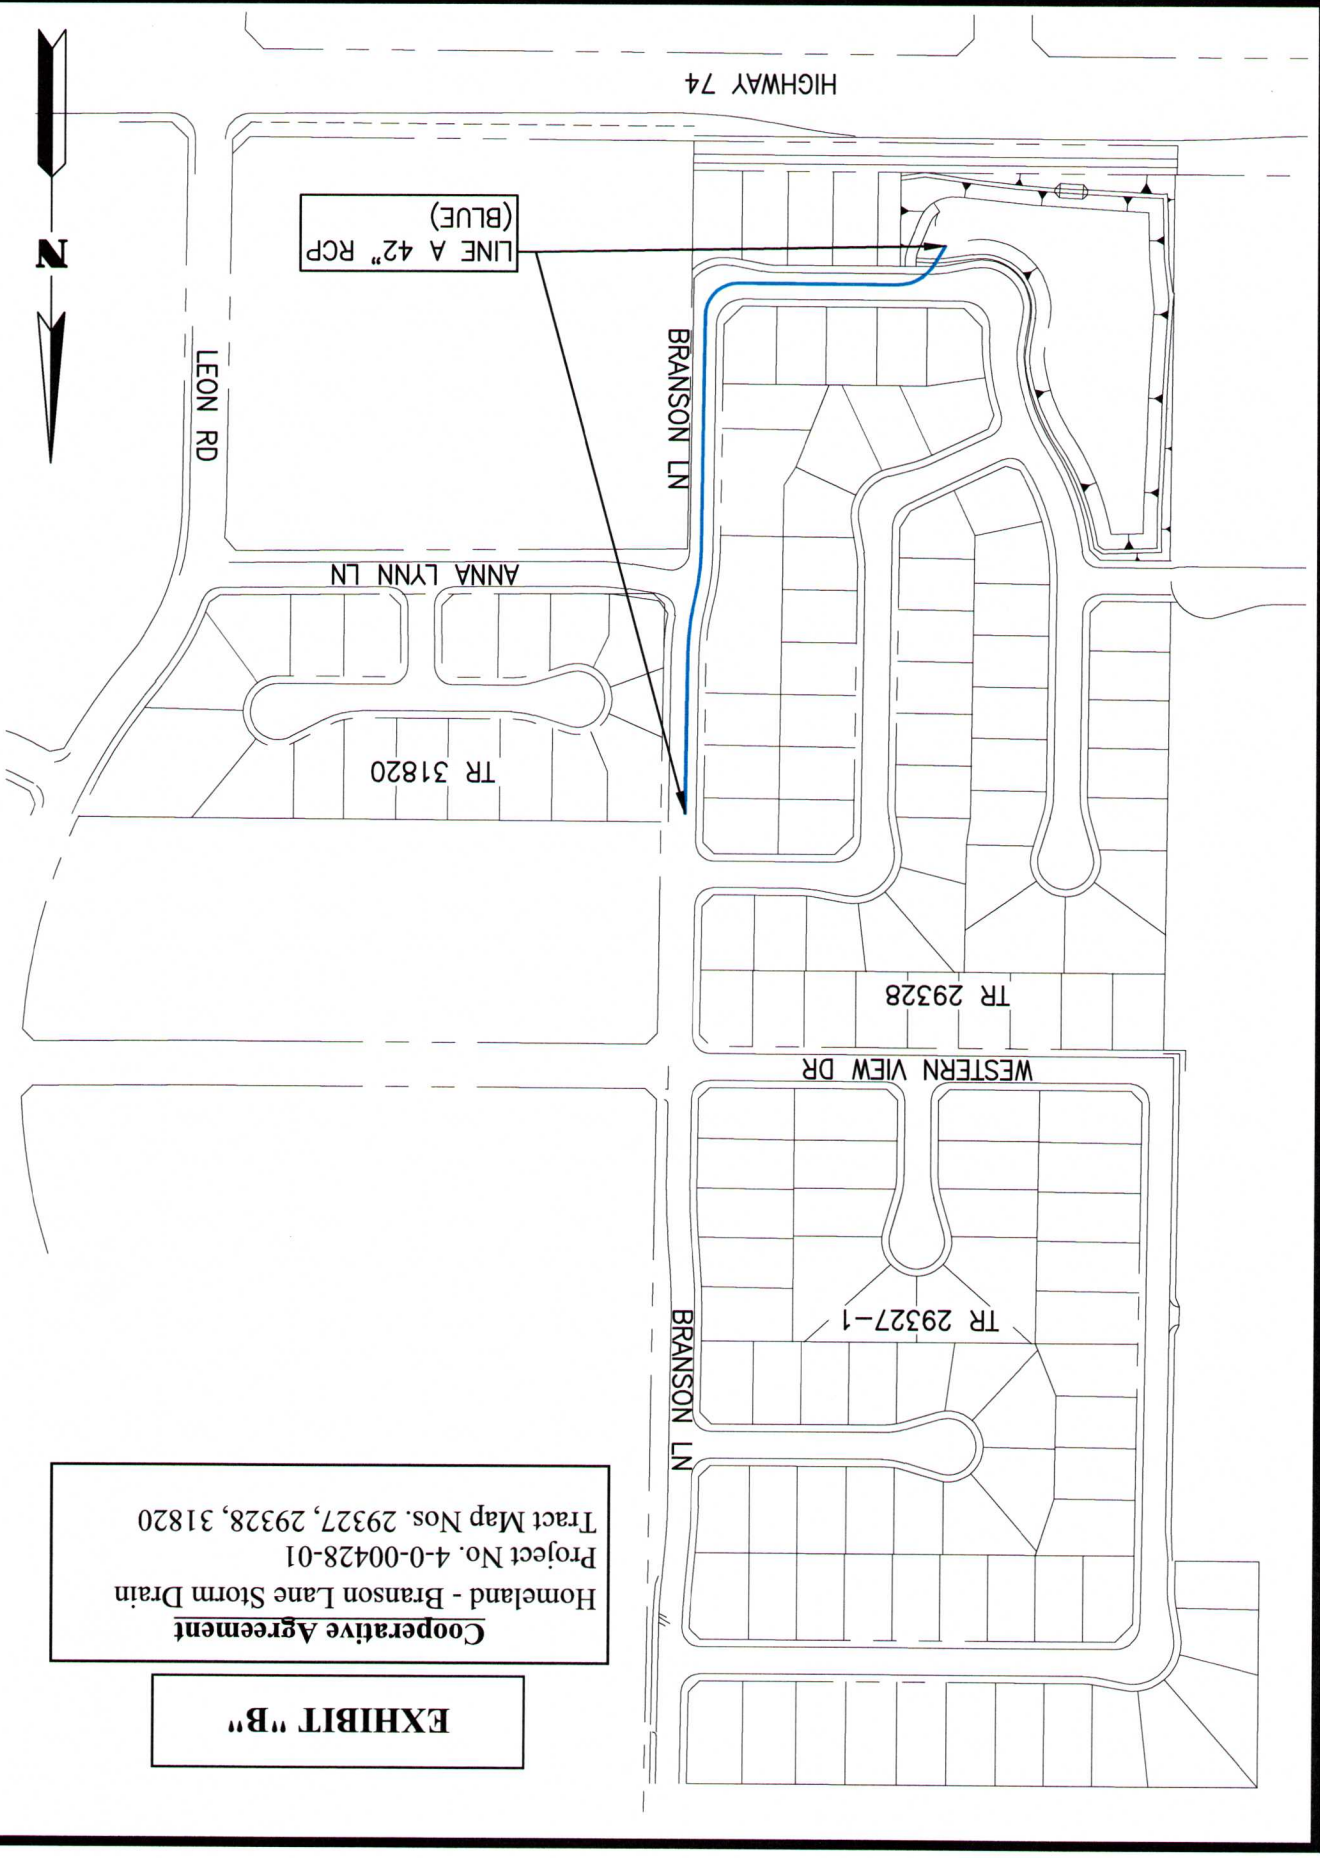 EXHIBIT "B"
Cooperative Agreement
Homeland - Branson Lane Storm Drain
Project No. 4-0-00428-01
Tract Map Nos. 29327, 29328, 31820
BRANSON LN
TR 29327-1
WESTERN VIEW DR
TR 29328
TR 31820
ANNA LYNN LN
BRANSON LN
LEON RD
LINE A 42" RCP
(BLUE)
N
HIGHWAY 74